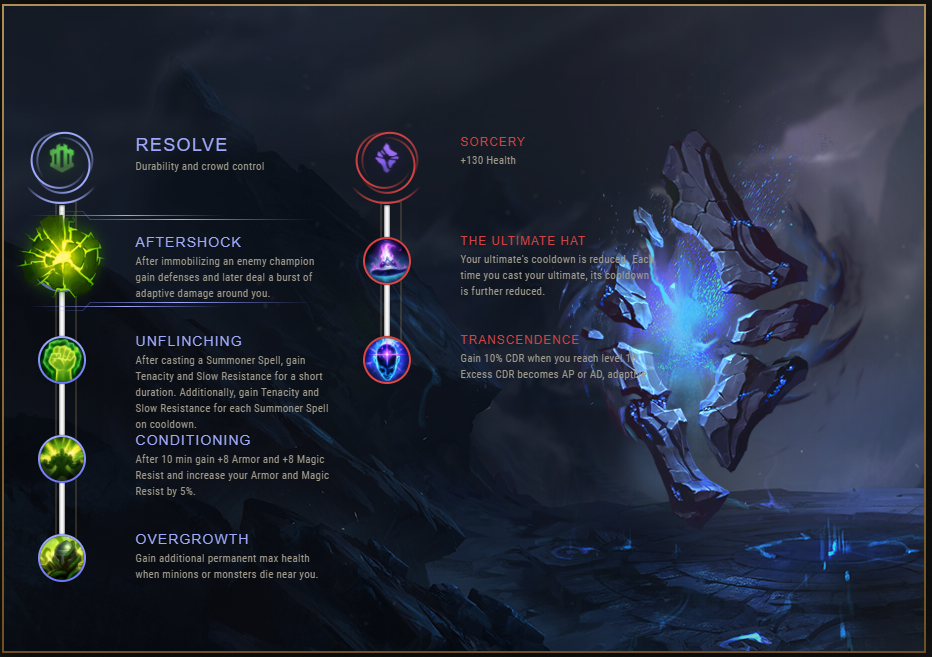 RESOLVE
Durability and crowd control
AFTERSHOCK
After immobilizing an enemy champion
gain defenses and later deal a burst of
adaptive damage around you.
UNFLINCHING
After casting a Summoner Spell, gain
Tenacity and Slow Resistance for a short
duration. Additionally, gain Tenacity and
Slow Resistance for each Summoner Spell
on cooldown.
CONDITIONING
After 10 min gain +8 Armor and +8 Magic
Resist and increase your Armor and Magic
Resist by 5%.
OVERGROWTH
Gain additional permanent max health
when minions or monsters die near you.
SORCERY
+130 Health
THE ULTIMATE HAT
Your ultimate's cooldown is reduced. Each
time you cast your ultimate, its cooldown
is further reduced.
TRANSCENDENCE
Gain 10% CDR when you reach level
Excess CDR becomes AP or AD,